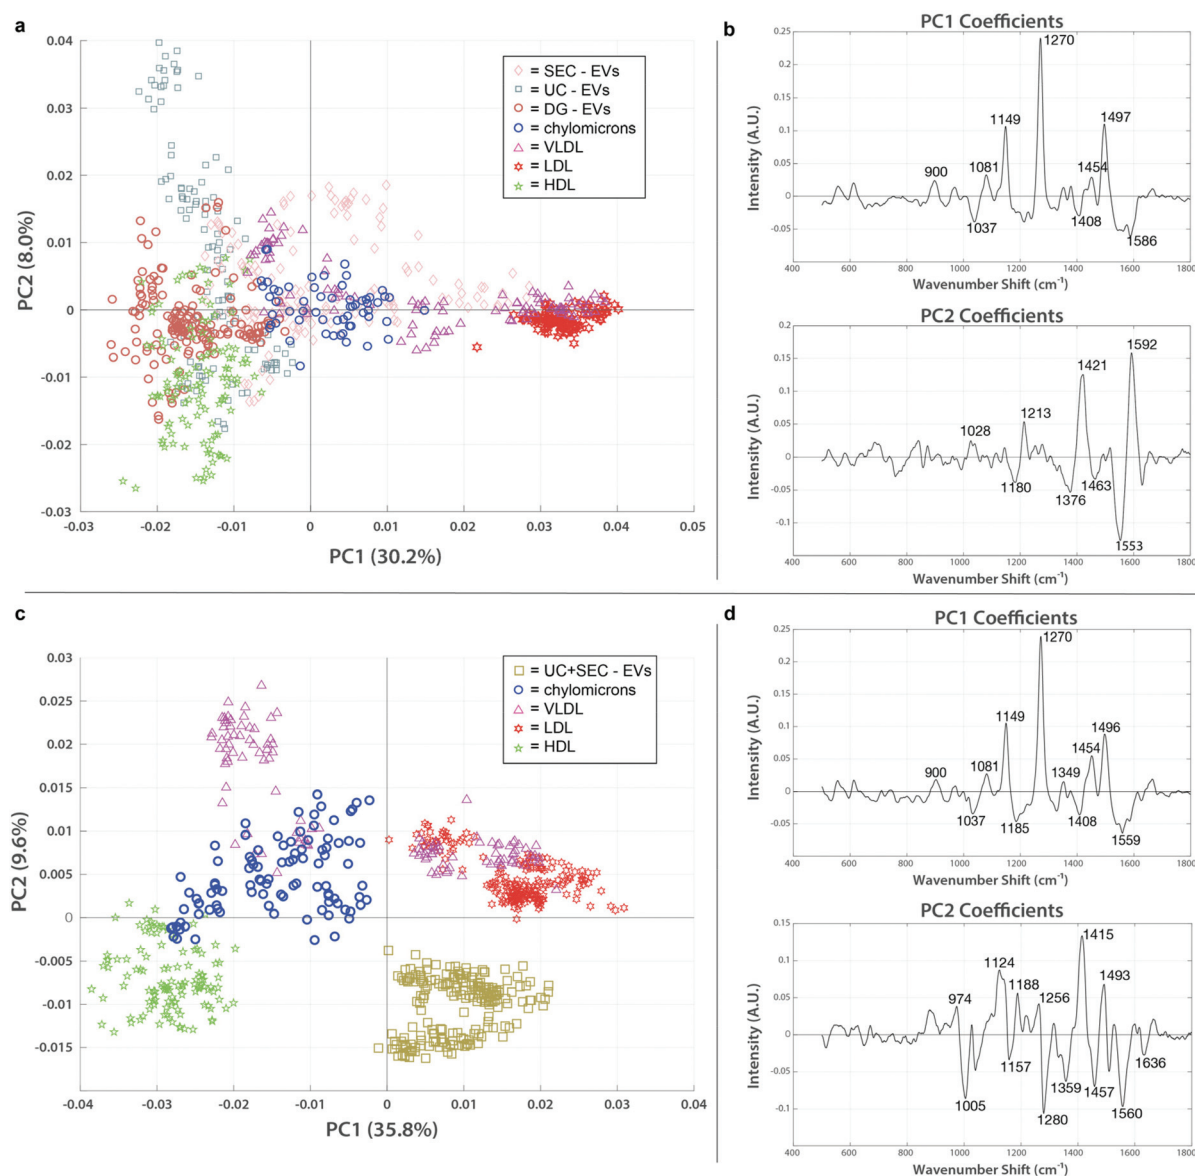 a
0.04
0.03
0.02
0.01
0
-0.01
-0.02
-0.03
PC2 (8.0%)
= SEC - EVs
= UC - EVs
= DG - EVs
= chylomicrons
= VLDL
= LDL
= HDL
-0.03 -0.02 -0.01 0 0.01 0.02 0.03 0.04 0.05
PC1 (30.2%)
b
PC1 Coefficients
0.25
0.2
0.15
0.1
0.05
0
-0.05
Intensity (A.U.)
1270
1149
1497
1081
1454
900
1037
1408
1586
400 600 800 1000 1200 1400 1600 1800
Wavenumber Shift (cm⁻¹)
PC2 Coefficients
0.2
0.15
0.1
0.05
0
-0.05
-0.1
Intensity (A.U.)
1592
1421
1213
1028
1180
1376
1463
1553
400 600 800 1000 1200 1400 1600 1800
Wavenumber Shift (cm⁻¹)
c
0.03
0.025
0.02
0.015
0.01
0.005
0
-0.005
-0.01
-0.015
PC2 (9.6%)
= UC+SEC - EVs
= chylomicrons
= VLDL
= LDL
= HDL
-0.04 -0.03 -0.02 -0.01 0 0.01 0.02 0.03 0.04
PC1 (35.8%)
d
PC1 Coefficients
0.25
0.2
0.15
0.1
0.05
0
-0.05
Intensity (A.U.)
1270
1149
1496
1081
1349
1454
900
1037
1185
1408
1559
400 600 800 1000 1200 1400 1600 1800
Wavenumber Shift (cm⁻¹)
PC2 Coefficients
0.15
0.1
0.05
0
-0.05
-0.1
Intensity (A.U.)
1415
1124
1493
974
1188
1256
1157
1359
1457
1636
1005
1280
1560
400 600 800 1000 1200 1400 1600 1800
Wavenumber Shift (cm⁻¹)